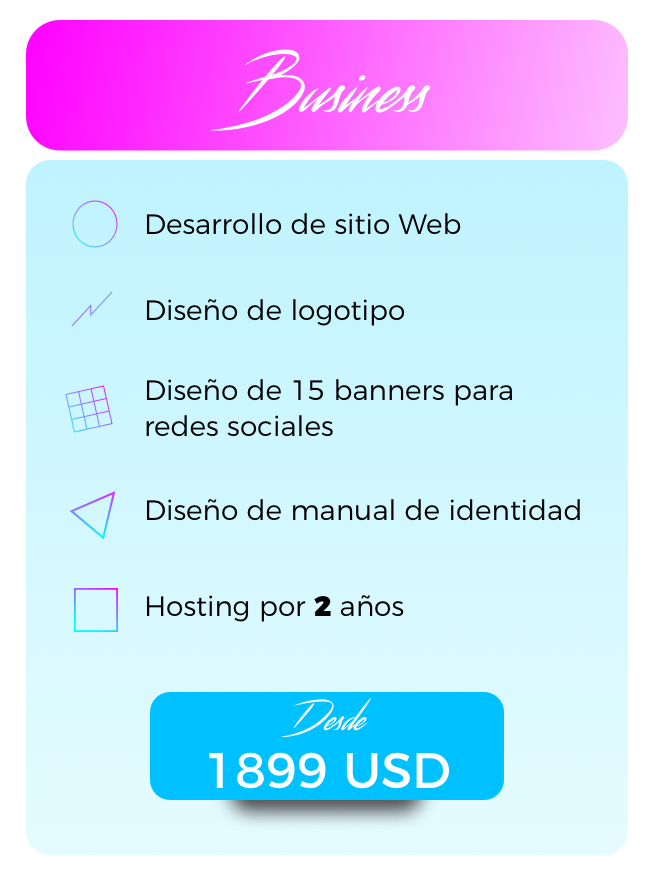 Business
Desarrollo de sitio Web
Diseño de logotipo
Diseño de 15 banners para
redes sociales
Diseño de manual de identidad
Hosting por 2 años
Desde
1899 USD